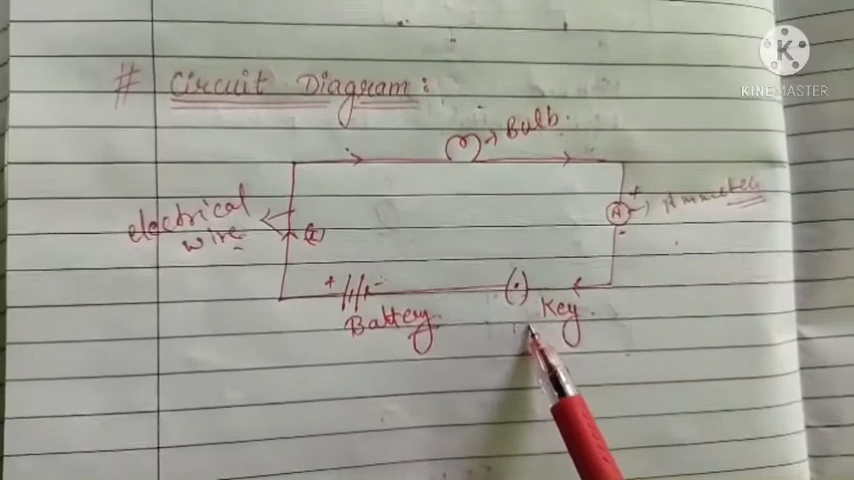 # Circuit Diagram:
K
KINEMASTER
Bulb.
electrical
wire
+
A
Ammeter
+ -
(.)
Key.
Battery